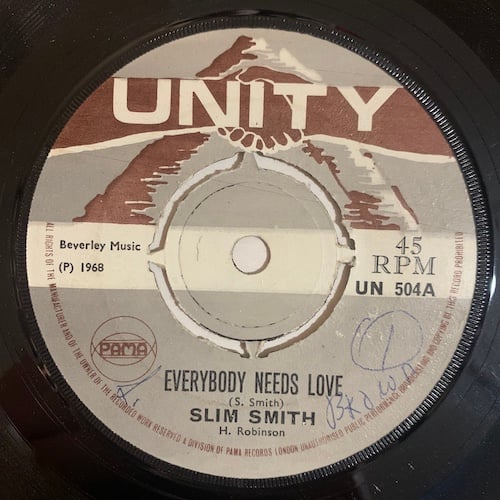 UNITY
Beverley Music
(P) 1968
45
RPM
UN 504A
PAMA
EVERYBODY NEEDS LOVE
(S. Smith)
SLIM SMITH
H. Robinson
1
ALL RIGHTS OF THE MANUFACTURER AND OF THE OWNER OF THE RECORDED WORK RESERVED A DIVISION OF PAMA RECORDS LONDON UNAUTHORISED PUBLIC PERFORMANCE BROADCASTING AND COPYING OF THIS RECORD PROHIBITED